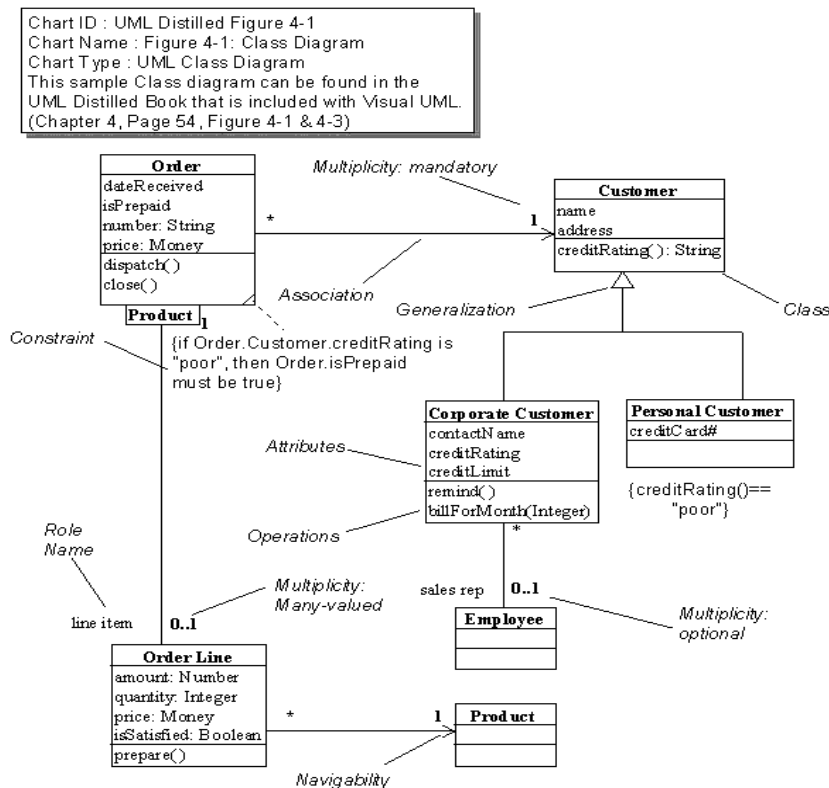 Chart ID : UML Distilled Figure 4-1
Chart Name : Figure 4-1: Class Diagram
Chart Type : UML Class Diagram
This sample Class diagram can be found in the
UML Distilled Book that is included with Visual UML.
(Chapter 4, Page 54, Figure 4-1 & 4-3)
Order
dateReceived
isPrepaid
number: String
price: Money
dispatch()
close()
Product
1
*
Multiplicity: mandatory
1
Association
Customer
name
address
creditRating(): String
Generalization
Class
Constraint
{if Order.Customer.creditRating is
"poor", then Order.isPrepaid
must be true}
Corporate Customer
contactName
creditRating
creditLimit
remind()
billForMonth(Integer)
Attributes
Operations
Personal Customer
creditCard#
{creditRating()==
"poor"}
*
sales rep
0..1
Employee
Multiplicity:
optional
Role
Name
line item
0..1
Multiplicity:
Many-valued
Order Line
amount: Number
quantity: Integer
price: Money
isSatisfied: Boolean
prepare()
*
1
Product
Navigability